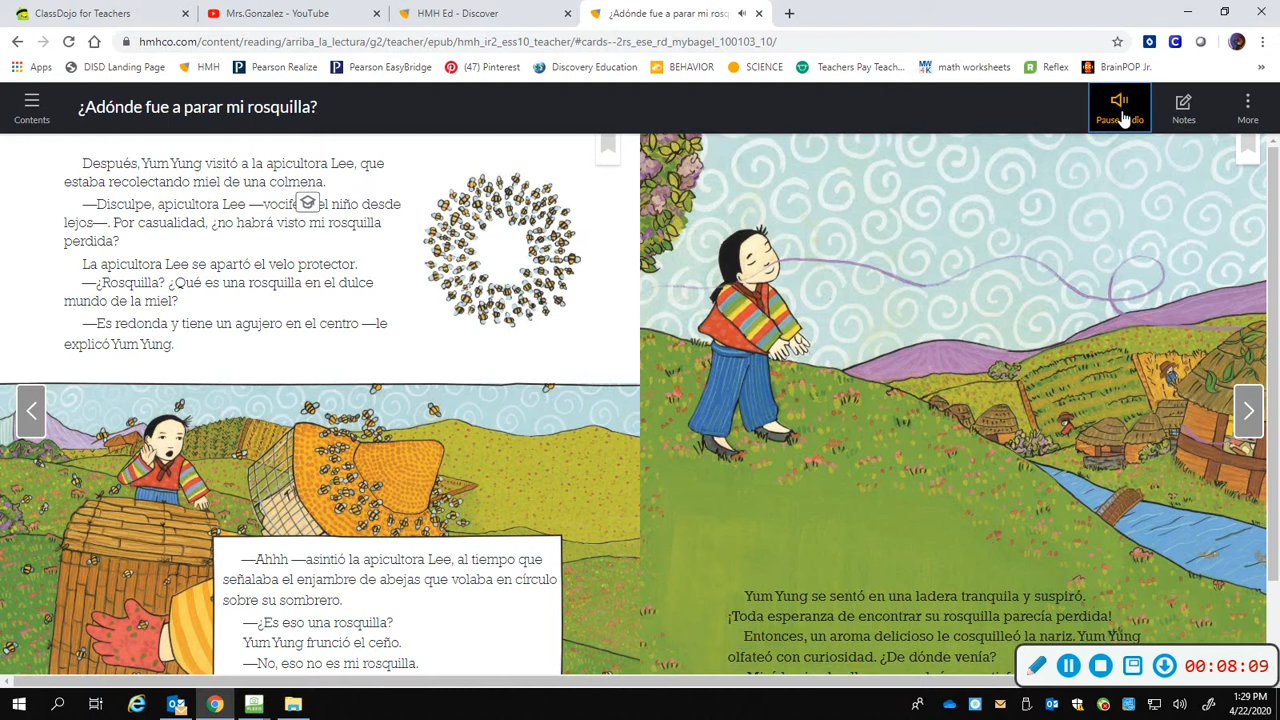 ClassDojo for Teachers
Mrs.Gonzalez - YouTube
HMH Ed - Discover
¿Adónde fue a parar mi rosq
hmhco.com/content/reading/arriba_la_lectura/g2/teacher/epub/hmh_ir2_ess10_teacher/#cards--2rs_ese_rd_mybagel_100103_10/
Apps DISD Landing Page HMH Pearson Realize Pearson EasyBridge (47) Pinterest Discovery Education BEHAVIOR SCIENCE Teachers Pay Teach... math worksheets Reflex BrainPOP Jr. »
Contents
¿Adónde fue a parar mi rosquilla?
Notes
More
Después, Yum Yung visitó a la apicultora Lee, que
estaba recolectando miel de una colmena.
—Disculpe, apicultora Lee el niño desde
lejos—. Por casualidad, ¿no habrá visto mi rosquilla
perdida?
La apicultora Lee se apartó el velo protector.
—¿Rosquilla? ¿Qué es una rosquilla en el dulce
mundo de la miel?
—Es redonda y tiene un agujero en el centro —le
explicó Yum Yung.
—Ahhh —asintió la apicultora Lee, al tiempo que
señalaba el enjambre de abejas que volaba en círculo
sobre su sombrero.
—¿Es eso una rosquilla?
Yum Yung frunció el ceño.
—No, eso no es mi rosquilla.
Yum Yung se sentó en una ladera tranquila y suspiró.
¡Toda esperanza de encontrar su rosquilla parecía perdida!
Entonces, un aroma delicioso le cosquilleó la nariz. Yum Yung
olfateó con curiosidad. ¿De dónde venía?
00:08:09
1:29 PM
4/22/2020